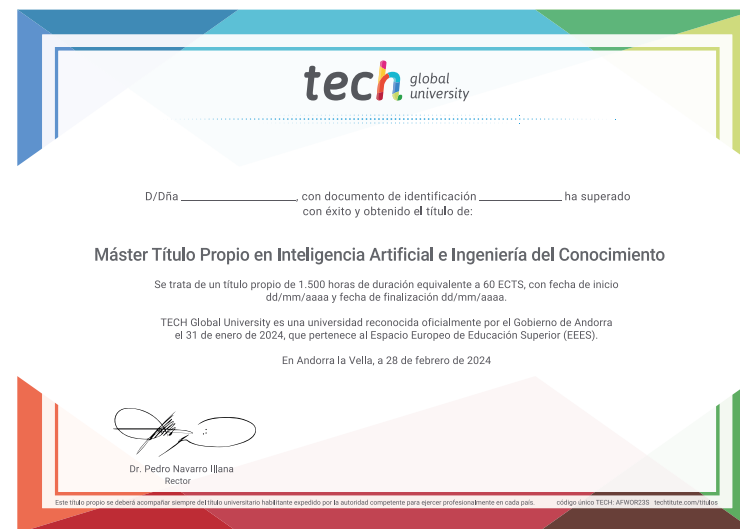 tech global university
D/Dña ____________, con documento de identificación ____________ ha superado
con éxito y obtenido el título de:
Máster Título Propio en Inteligencia Artificial e Ingeniería del Conocimiento
Se trata de un título propio de 1.500 horas de duración equivalente a 60 ECTS, con fecha de inicio
dd/mm/aaaa y fecha de finalización dd/mm/aaaa.
TECH Global University es una universidad reconocida oficialmente por el Gobierno de Andorra
el 31 de enero de 2024, que pertenece al Espacio Europeo de Educación Superior (EEES).
En Andorra la Vella, a 28 de febrero de 2024
Dr. Pedro Navarro Illana
Rector
Este título propio se deberá acompañar siempre del título universitario habilitante expedido por la autoridad competente para ejercer profesionalmente en cada país. código único TECH: AFWOR23S techtitute.com/titulos